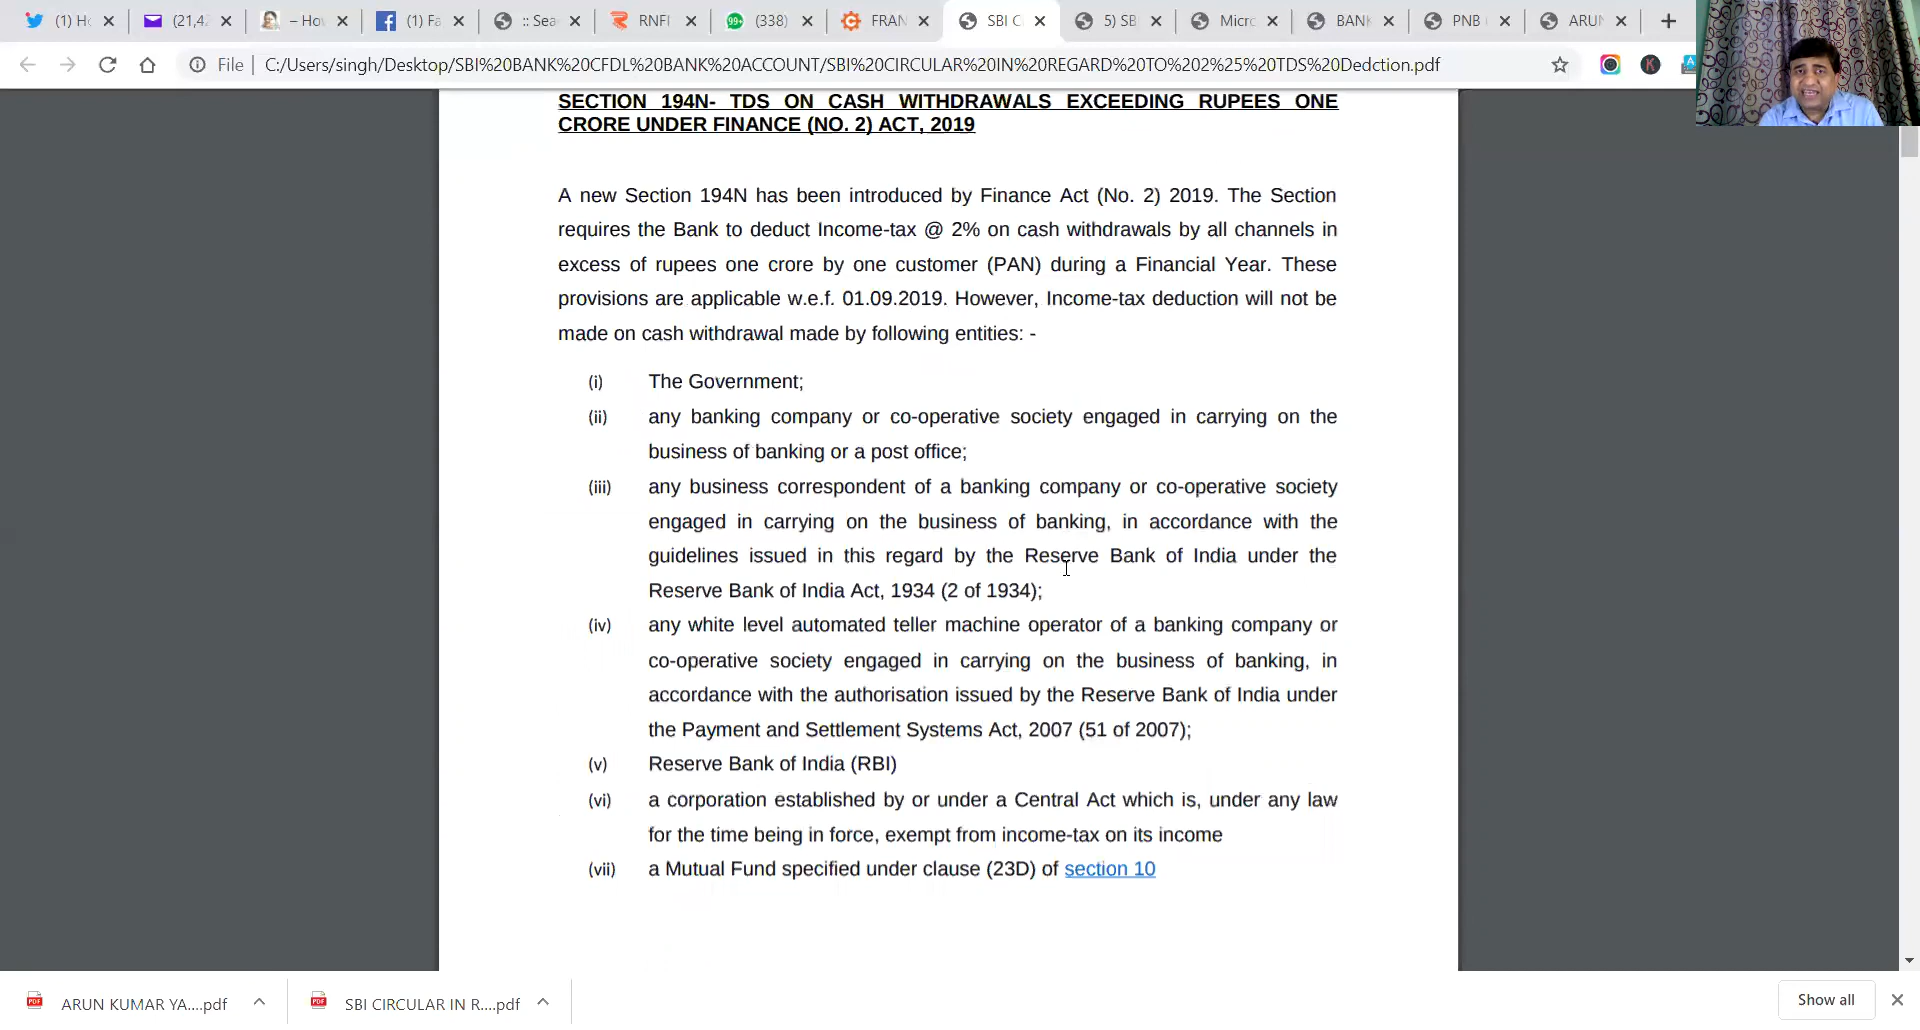 (1) Ho
(21,4
– Hov
(1) Fa
:: Sea
RNFI
99+
(338)
FRAN
SBI C
5) SB
Micro
BANK
PNB
ARUN
File C:/Users/singh/Desktop/SBI%20BANK%20CFDL%20BANK%20ACCOUNT/SBI%20CIRCULAR%20IN%20REGARD%20TO%202%25%20TDS%20Dedction.pdf
K
A
SECTION 194N- TDS ON CASH WITHDRAWALS EXCEEDING RUPEES ONE
CRORE UNDER FINANCE (NO. 2) ACT, 2019
A new Section 194N has been introduced by Finance Act (No. 2) 2019. The Section
requires the Bank to deduct Income-tax @ 2% on cash withdrawals by all channels in
excess of rupees one crore by one customer (PAN) during a Financial Year. These
provisions are applicable w.e.f. 01.09.2019. However, Income-tax deduction will not be
made on cash withdrawal made by following entities: -
(i) The Government;
(ii) any banking company or co-operative society engaged in carrying on the
business of banking or a post office;
(iii) any business correspondent of a banking company or co-operative society
engaged in carrying on the business of banking, in accordance with the
guidelines issued in this regard by the Reserve Bank of India under the
Reserve Bank of India Act, 1934 (2 of 1934);
(iv) any white level automated teller machine operator of a banking company or
co-operative society engaged in carrying on the business of banking, in
accordance with the authorisation issued by the Reserve Bank of India under
the Payment and Settlement Systems Act, 2007 (51 of 2007);
(v) Reserve Bank of India (RBI)
(vi) a corporation established by or under a Central Act which is, under any law
for the time being in force, exempt from income-tax on its income
(vii) a Mutual Fund specified under clause (23D) of section 10
PDF
ARUN KUMAR YA....pdf
PDF
SBI CIRCULAR IN R....pdf
Show all